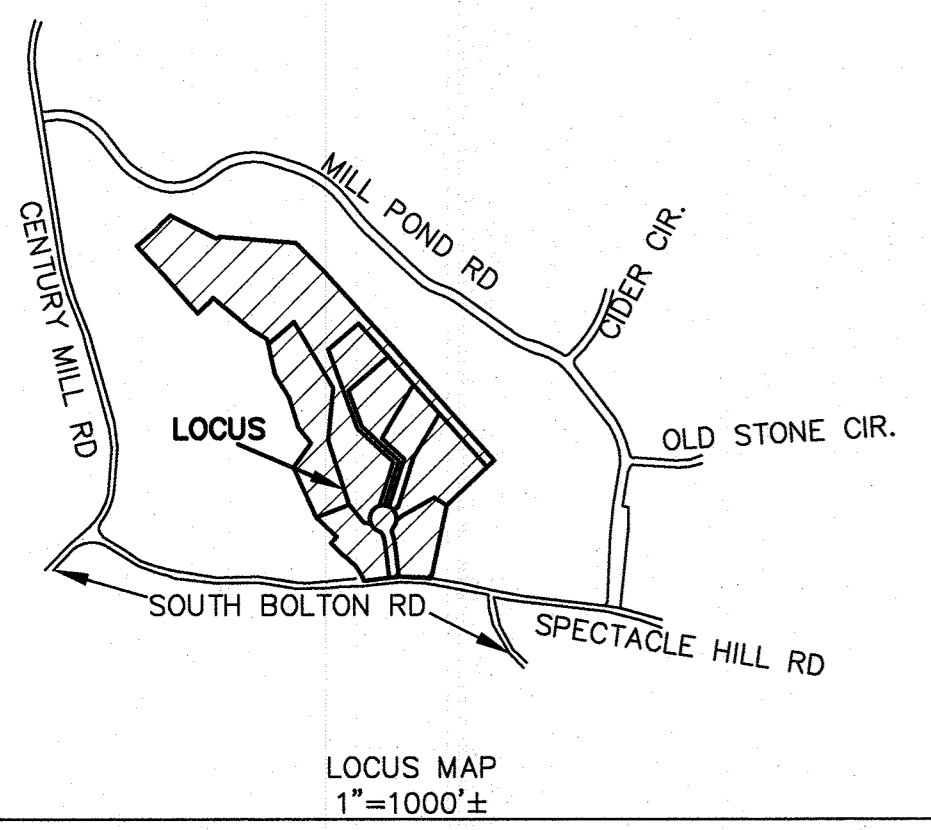 MILL POND RD
CIDER CIR.
CENTURY MILL RD
LOCUS
OLD STONE CIR.
SOUTH BOLTON RD
SPECTACLE HILL RD
LOCUS MAP
1"=1000'±